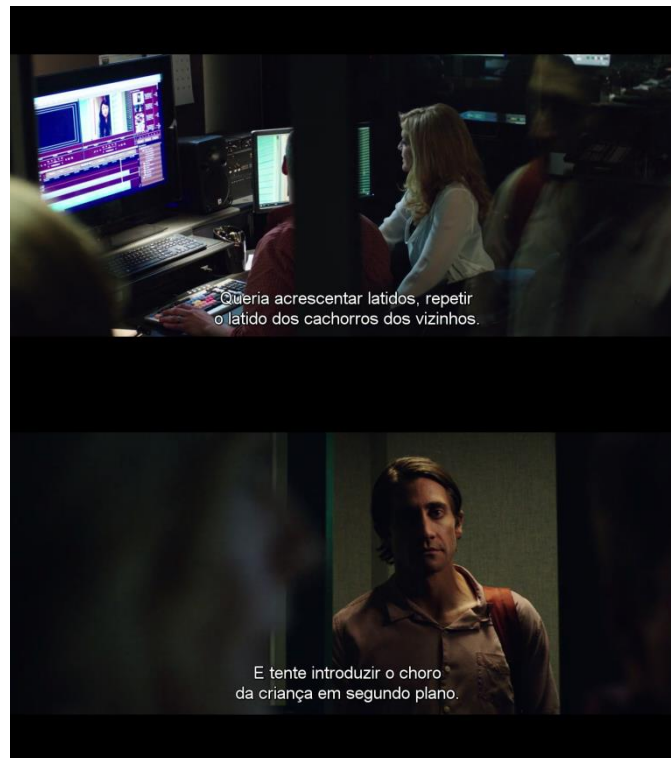 Queria acrescentar latidos, repetir
o latido dos cachorros dos vizinhos.
E tente introduzir o choro
da criança em segundo plano.